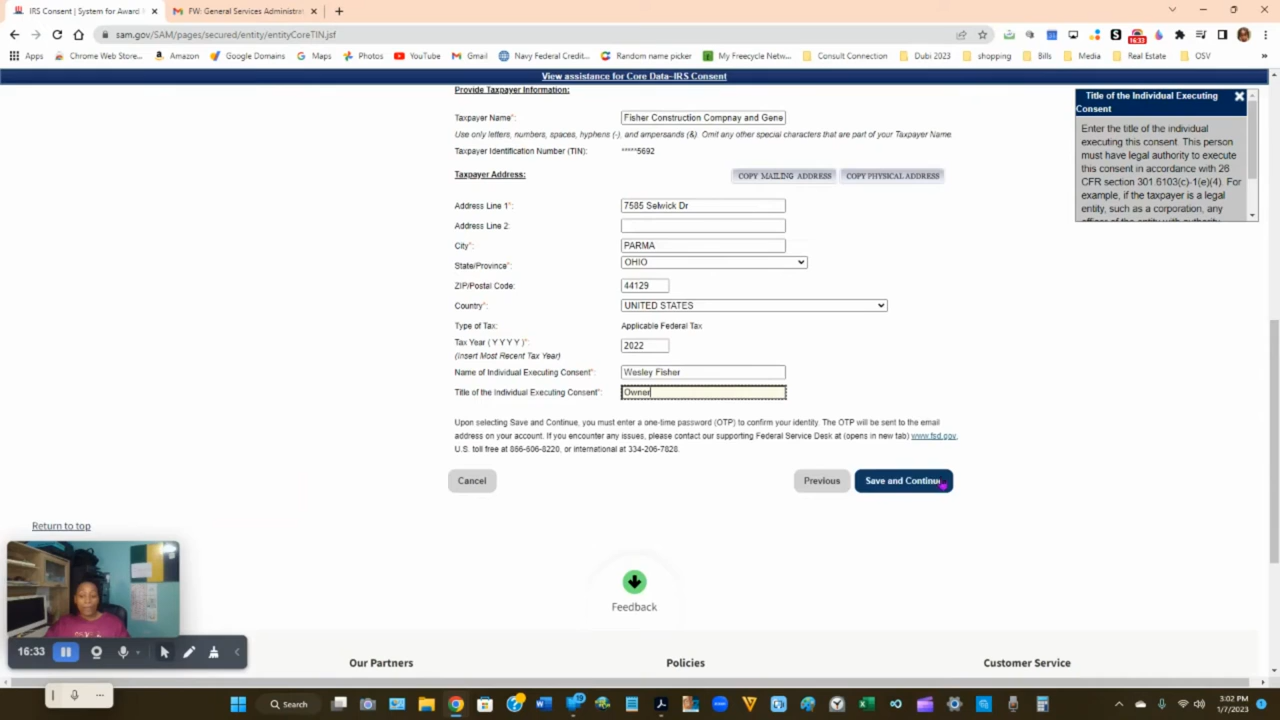 IRS Consent | System for Award
FW: General Services Administrat
sam.gov/SAM/pages/secured/entity/entityCoreTIN.jsf
16:33
Apps
Chrome Web Store...
Amazon
Google Domains
Maps
Photos
YouTube
Gmail
Navy Federal Credit...
Random name picker
My Freecycle Netw...
Consult Connection
Dubi 2023
shopping
Bills
Media
Real Estate
OSV
View assistance for Core Data-IRS Consent
Provide Taxpayer Information:
Taxpayer Name*: Fisher Construction Compnay and Gene
Use only letters, numbers, spaces, hyphens (-), and ampersands (&). Omit any other special characters that are part of your Taxpayer Name.
Taxpayer Identification Number (TIN): *****5692
Taxpayer Address: COPY MAILING ADDRESS COPY PHYSICAL ADDRESS
Address Line 1*: 7585 Selwick Dr
Address Line 2:
City*: PARMA
State/Province*: OHIO
ZIP/Postal Code: 44129
Country*: UNITED STATES
Type of Tax: Applicable Federal Tax
Tax Year ( Y Y Y Y )*: 2022
(Insert Most Recent Tax Year)
Name of Individual Executing Consent*: Wesley Fisher
Title of the Individual Executing Consent*: Owner
Upon selecting Save and Continue, you must enter a one-time password (OTP) to confirm your identity. The OTP will be sent to the email
address on your account. If you encounter any issues, please contact our supporting Federal Service Desk at (opens in new tab) www.fsd.gov,
U.S. toll free at 866-606-8220, or international at 334-206-7828.
Cancel
Previous
Save and Continue
Title of the Individual Executing
Consent
Enter the title of the individual
executing this consent. This person
must have legal authority to execute
this consent in accordance with 26
CFR section 301.6103(c)-1(e)(4). For
example, if the taxpayer is a legal
entity, such as a corporation, any
officer of the entity with authority
Return to top
Feedback
16:33
Our Partners
Policies
Customer Service
Search
19
3:02 PM
1/7/2023